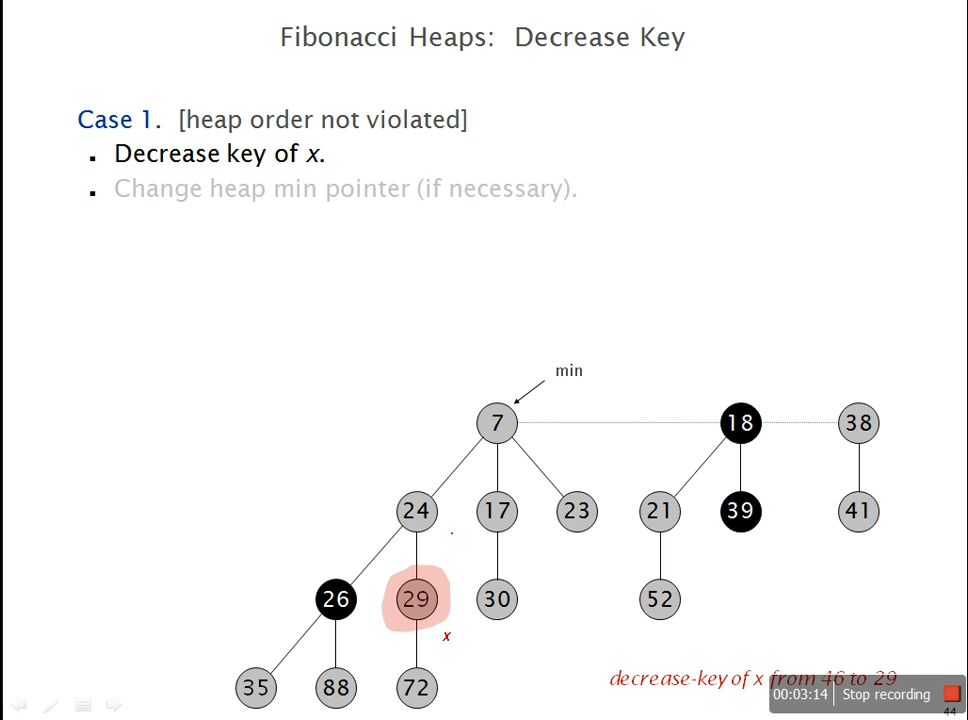 Fibonacci Heaps: Decrease Key
Case 1. [heap order not violated]
▪ Decrease key of x.
▪ Change heap min pointer (if necessary).
min
7 18 38
24 17 23 21 39 41
26 29 30 52
x
35 88 72
decrease-key of x from 46 to 29
00:03:14 Stop recording
44